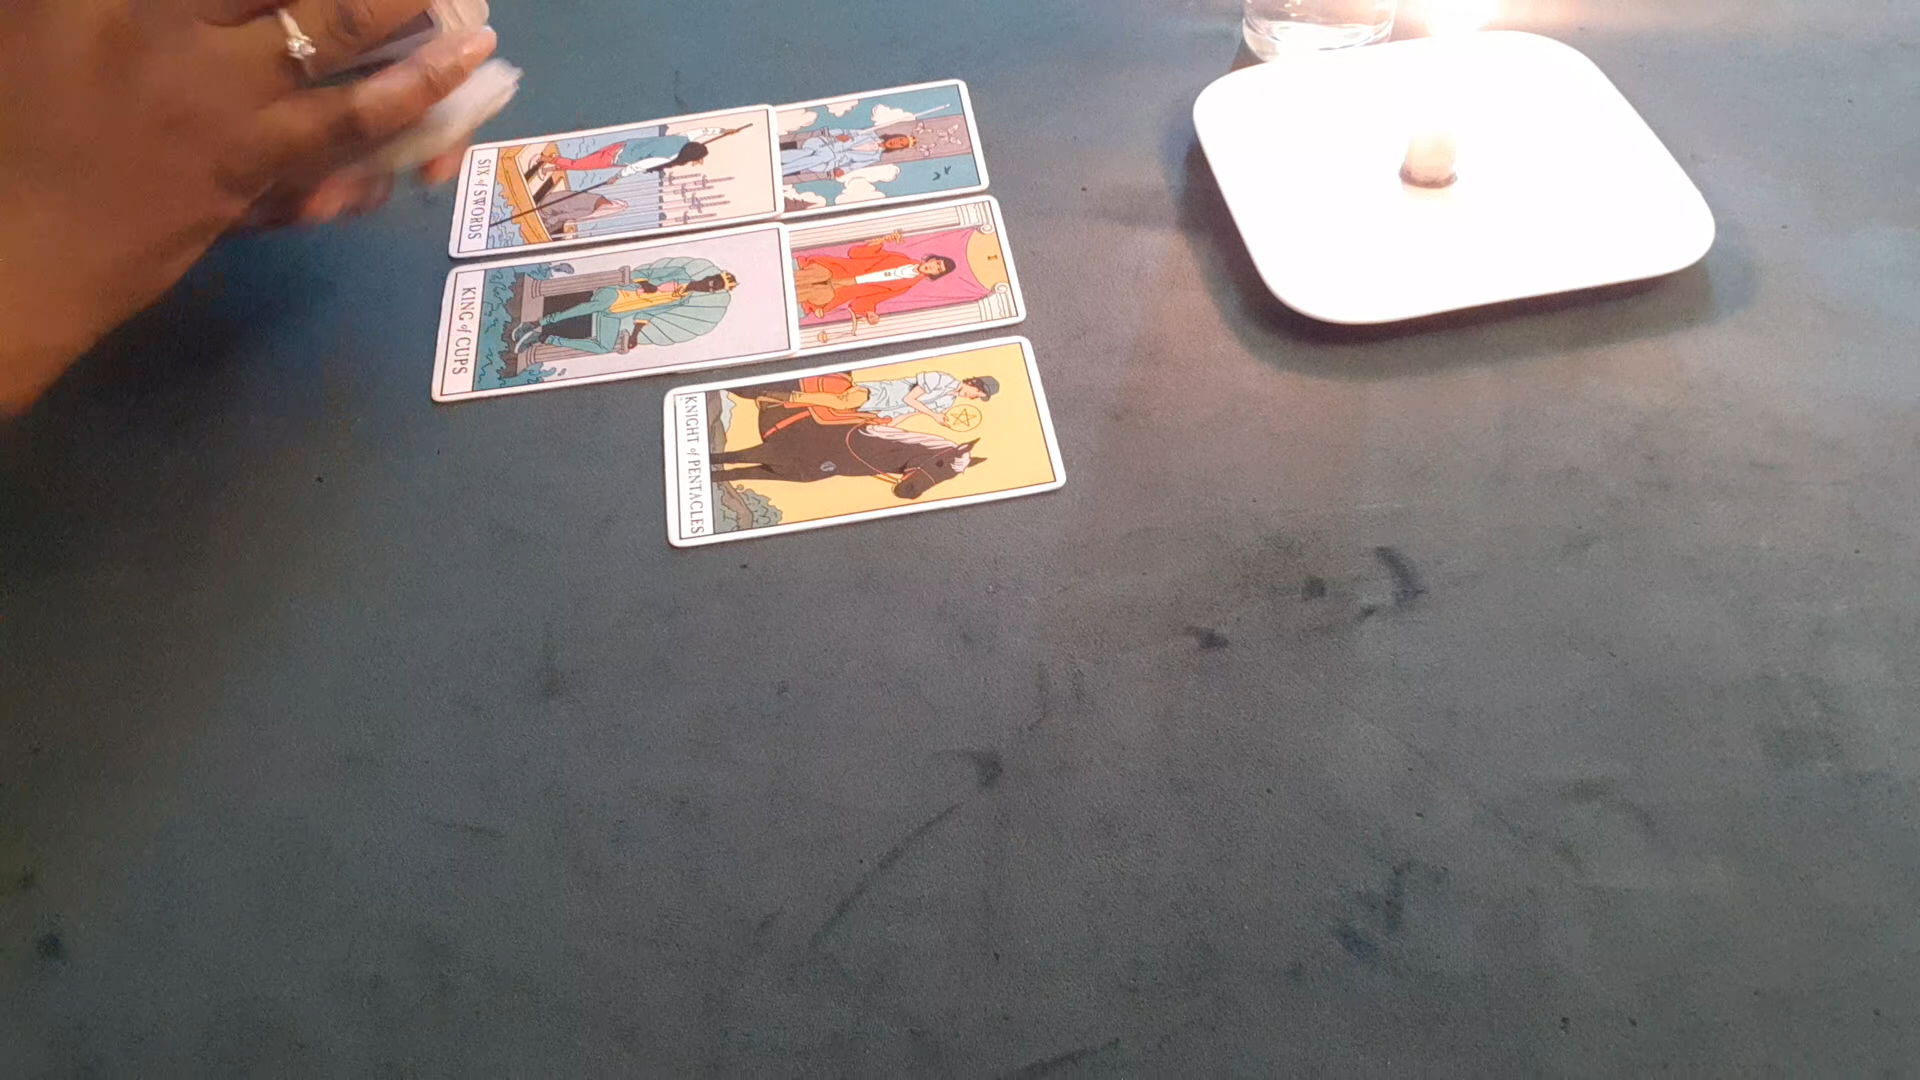 SIX of SWORDS
KING of CUPS
KNIGHT of PENTACLES